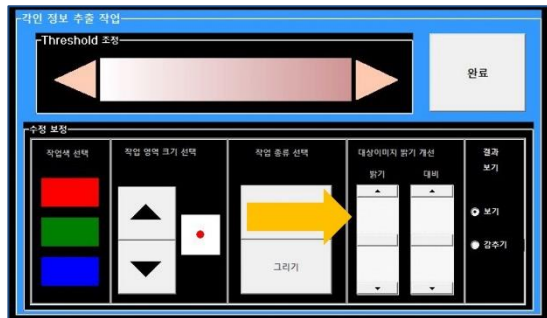 각인 정보 추출 작업
Threshold 조정
완료
수정 보정
작업색 선택
작업 영역 크기 선택
작업 종류 선택
대상이미지 밝기 개선
결과
보기
밝기
대비
보기
감추기
그리기